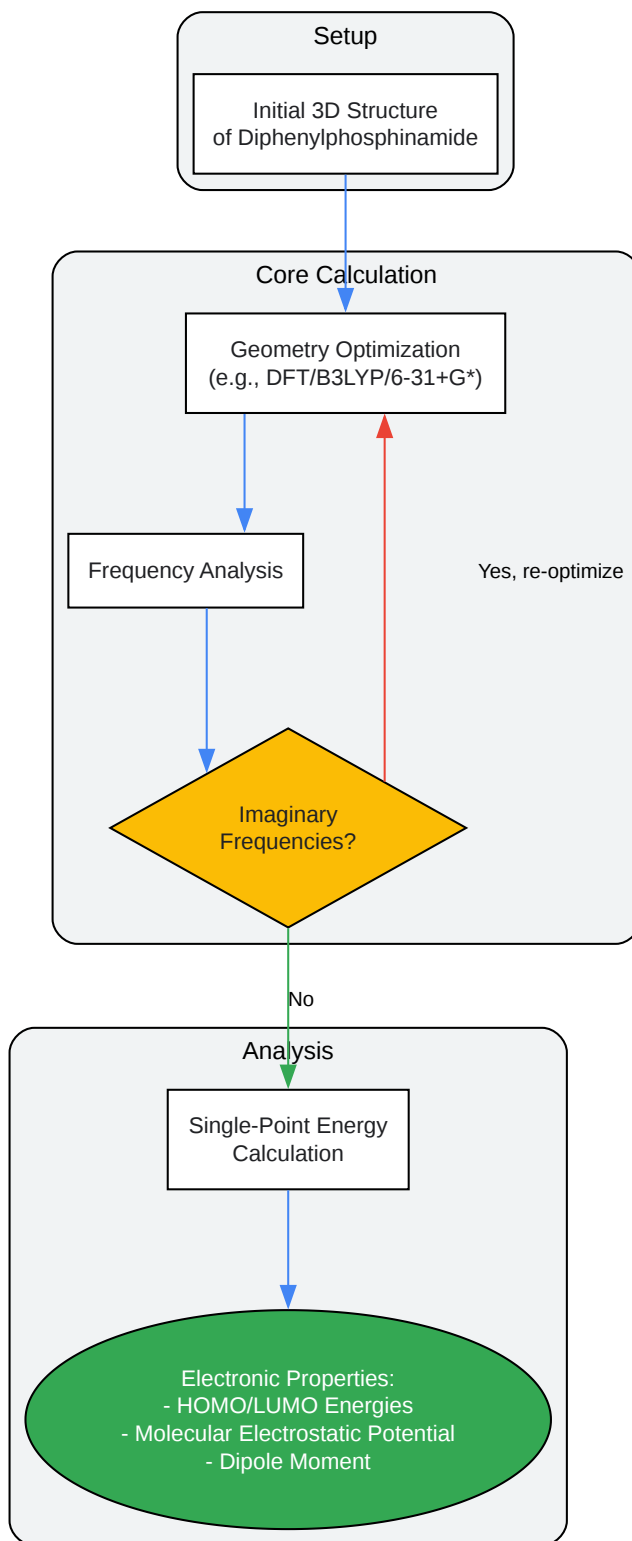 Setup
Initial 3D Structure
of Diphenylphosphinamide
Core Calculation
Geometry Optimization
(e.g., DFT/B3LYP/6-31+G*)
Frequency Analysis
Yes, re-optimize
Imaginary
Frequencies?
No
Analysis
Single-Point Energy
Calculation
Electronic Properties:
- HOMO/LUMO Energies
- Molecular Electrostatic Potential
- Dipole Moment